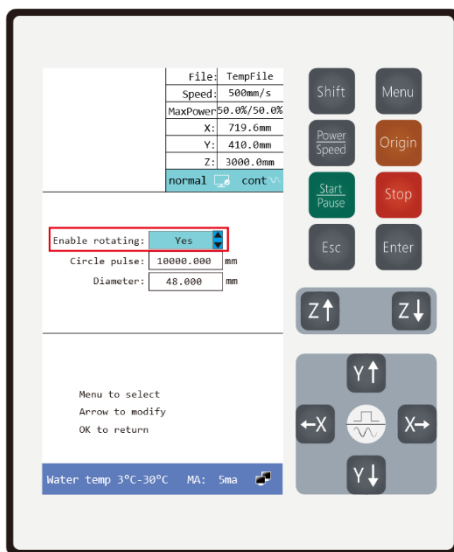 File: TempFile
Speed: 500mm/s
MaxPower 50.0%/50.0%
X: 719.6mm
Y: 410.0mm
Z: 3000.0mm
normal cont
Enable rotating: Yes
Circle pulse: 10000.000 mm
Diameter: 48.000 mm
Menu to select
Arrow to modify
OK to return
Water temp 3°C-30°C MA: 5ma
Shift Menu
Power Speed Origin
Start Pause Stop
Esc Enter
Z↑ Z↓
Y↑
←X X→
Y↓